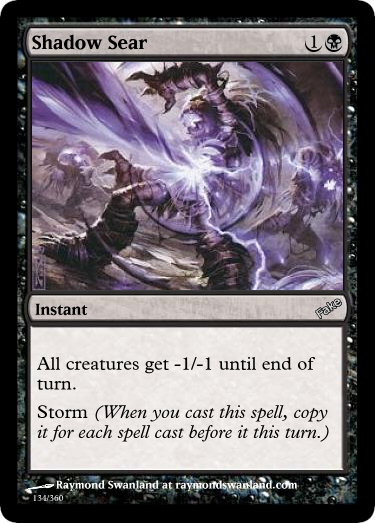 Shadow Sear 1
Instant Fake
All creatures get -1/-1 until end of
turn.
Storm (When you cast this spell, copy
it for each spell cast before it this turn.)
Raymond Swanland at raymondswanland.com
134/360